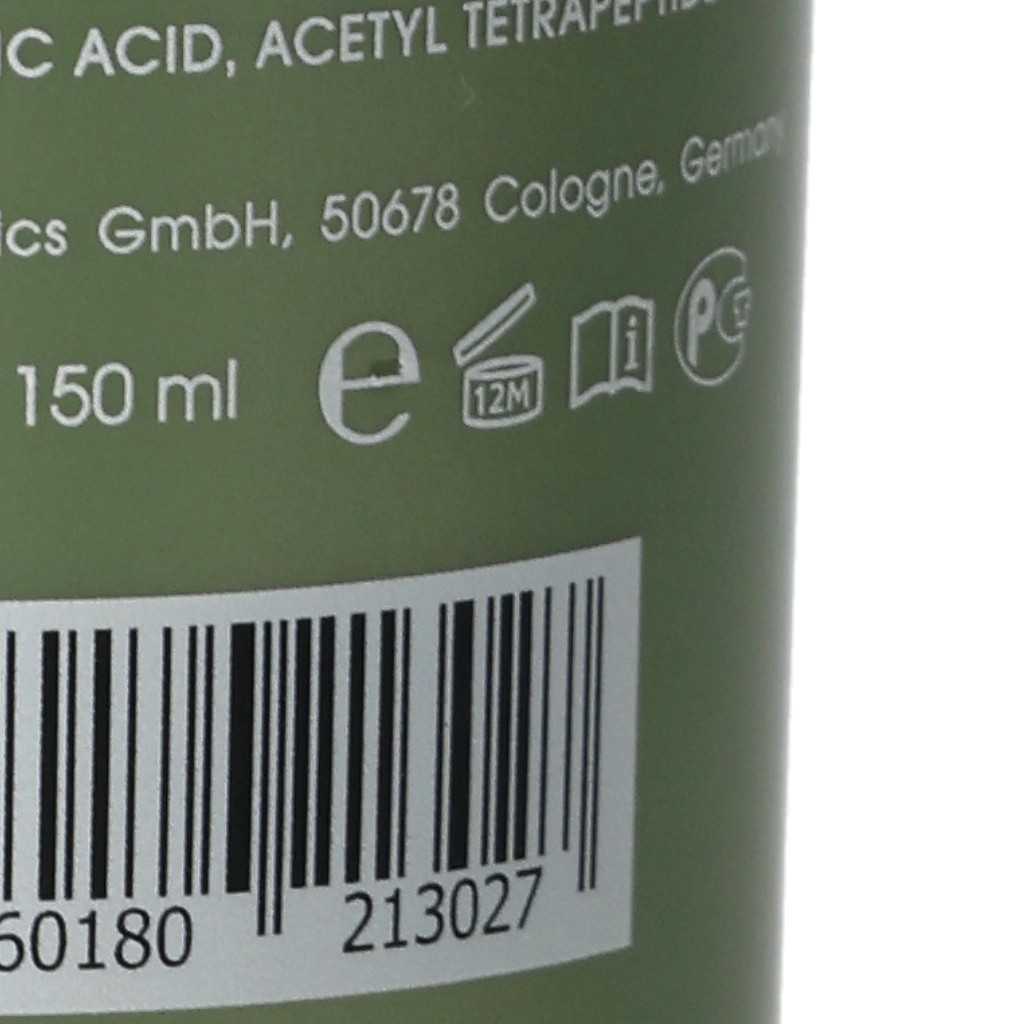 IC ACID, ACETYL TETRAPEPTIDE
ics GmbH, 50678 Cologne, Germany
150 ml e 12M i
60180 213027